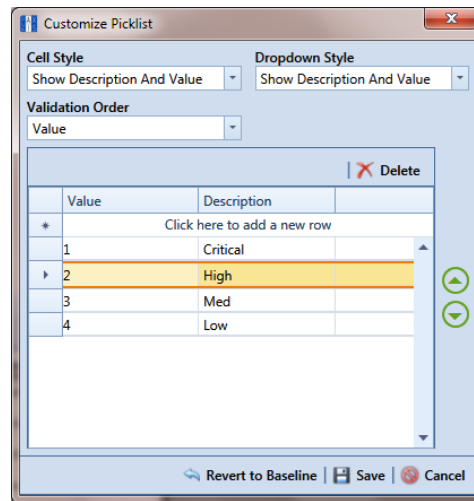 Customize Picklist
Cell Style Dropdown Style
Show Description And Value Show Description And Value
Validation Order
Value
Delete
Value Description
Click here to add a new row
1 Critical
2 High
3 Med
4 Low
Revert to Baseline | Save | Cancel